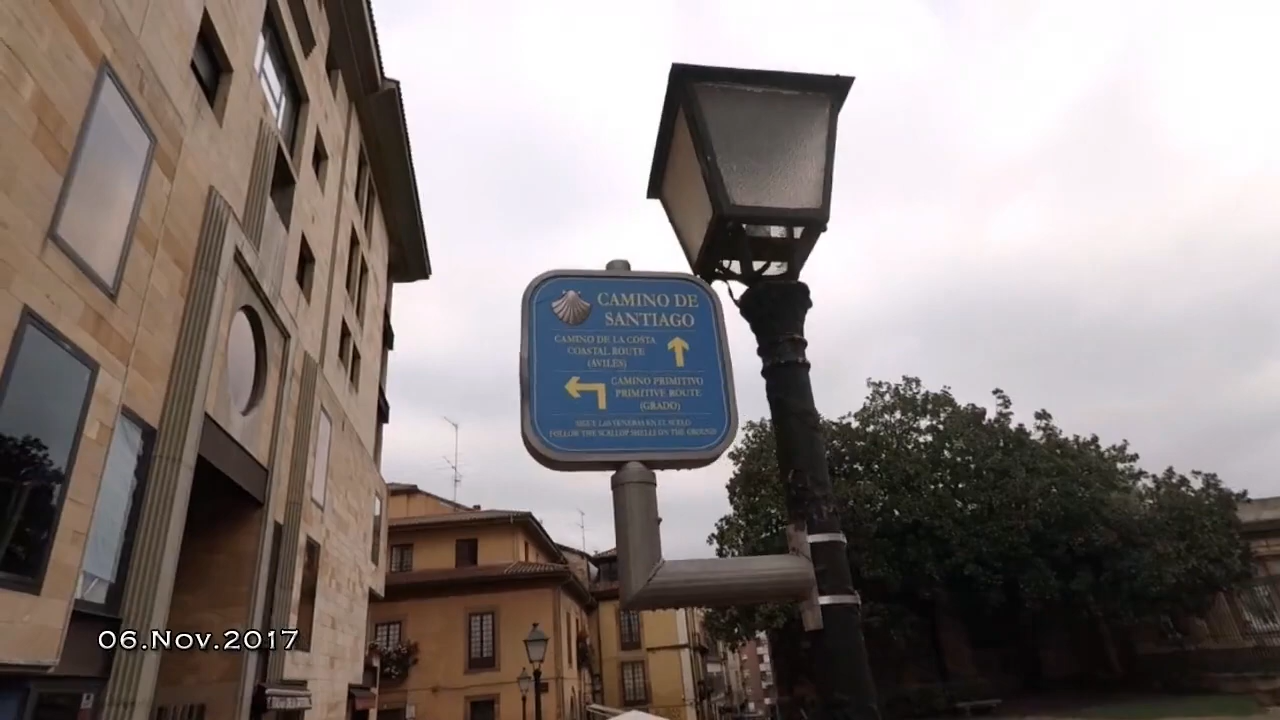 CAMINO DE
SANTIAGO
CAMINO DE LA COSTA
COASTAL ROUTE
(AVILÉS)
CAMINO PRIMITIVO
PRIMITIVE ROUTE
(GRADO)
SIGUE LAS VENERAS EN EL SUELO
FOLLOW THE SCALLOP SHELLS ON THE GROUND
06.Nov.2017